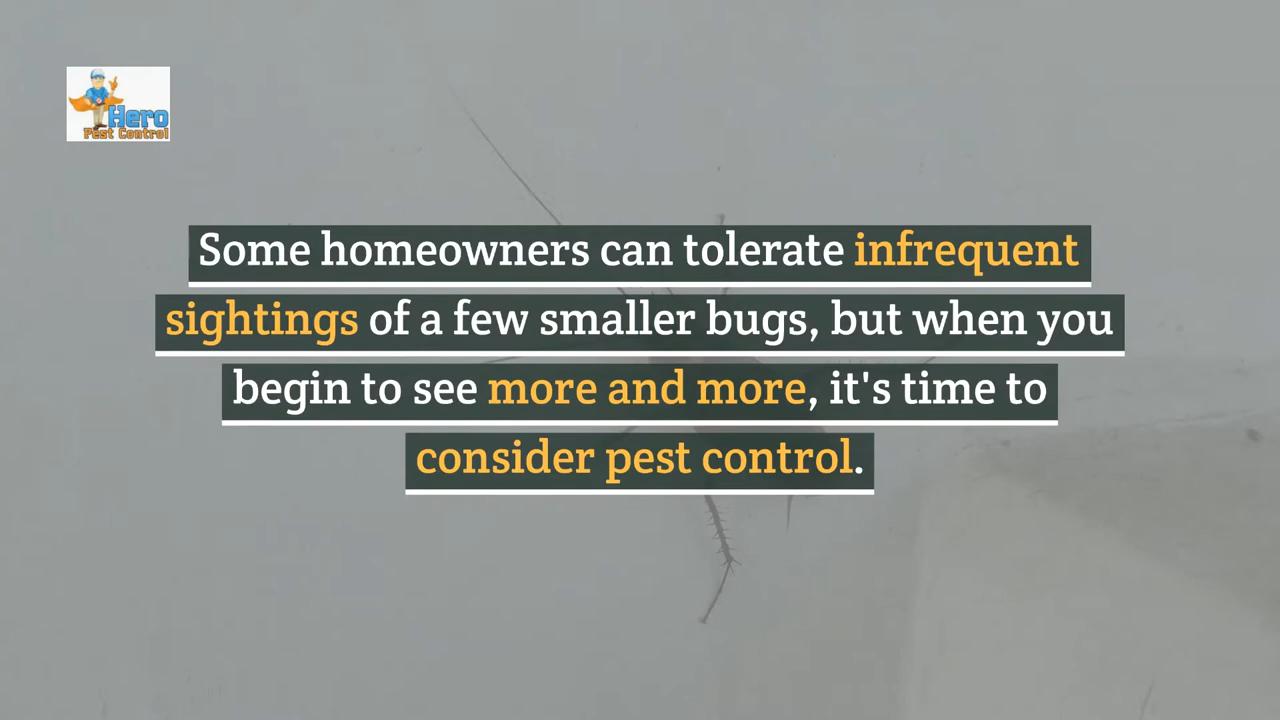 Hero
Pest Control
Some homeowners can tolerate infrequent
sightings of a few smaller bugs, but when you
begin to see more and more, it's time to
consider pest control.